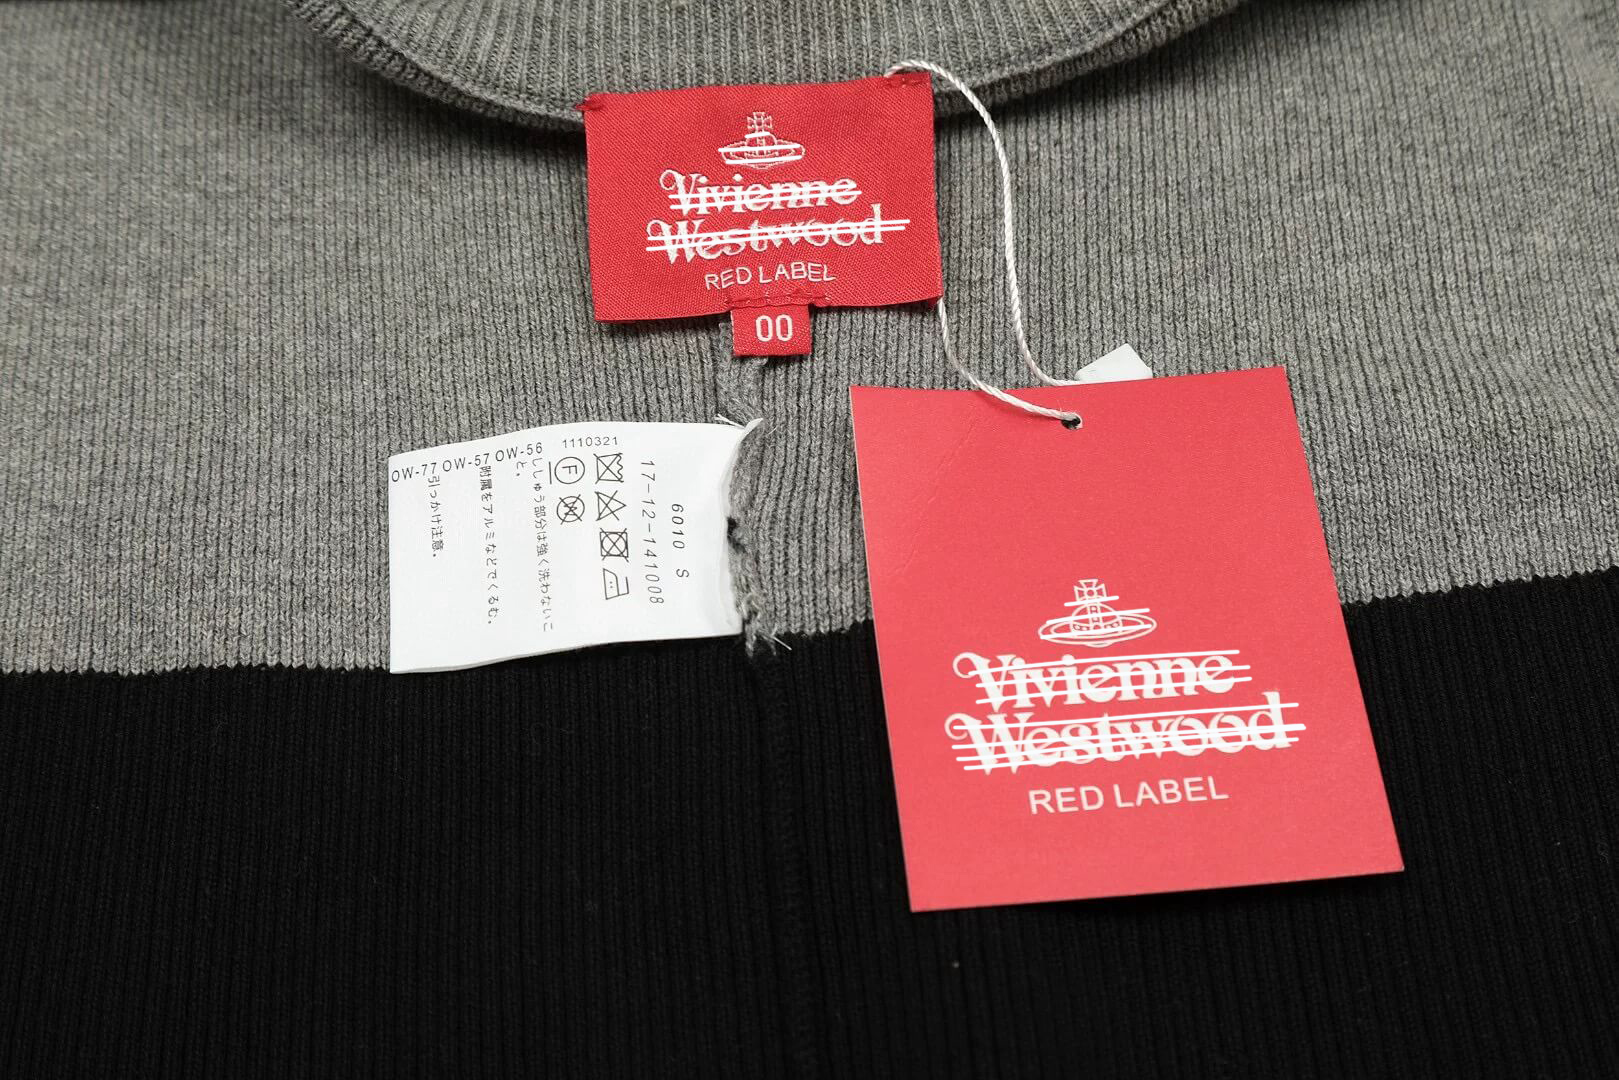 Vivienne
Westwood
RED LABEL
00
6010 S
17-12-141008
1110321
ししゅう部分は強く洗わないこ
と。
附属をアルミなどでくるむ。
引っかけ注意。
OW-77 OW-57 OW-56
F
Vivienne
Westwood
RED LABEL